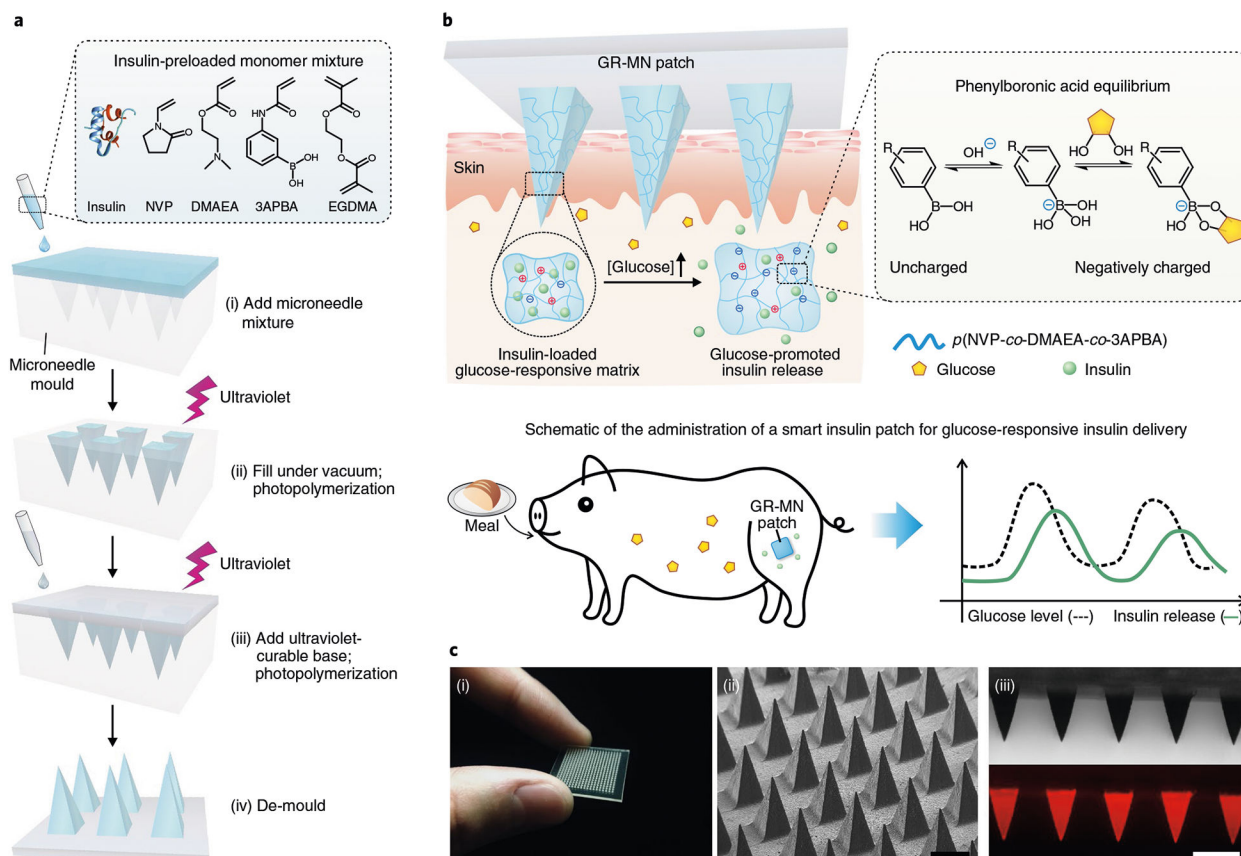 a
Insulin-preloaded monomer mixture
O
O
N
N
O
HN
O
B
OH
OH
O
O
O
O
Insulin
NVP
DMAEA
3APBA
EGDMA
(i) Add microneedle
mixture
Microneedle
mould
Ultraviolet
(ii) Fill under vacuum;
photopolymerization
Ultraviolet
(iii) Add ultraviolet-
curable base;
photopolymerization
(iv) De-mould
b
GR-MN patch
Skin
[Glucose]
Insulin-loaded
glucose-responsive matrix
Glucose-promoted
insulin release
Phenylboronic acid equilibrium
R
B
OH
HO
OH
R
B
OH
OH
HO
HO
OH
R
B
O
O
HO
Uncharged
Negatively charged
p(NVP-co-DMAEA-co-3APBA)
Glucose
Insulin
Schematic of the administration of a smart insulin patch for glucose-responsive insulin delivery
Meal
GR-MN
patch
Glucose level (---)
Insulin release (—)
c
(i)
(ii)
(iii)